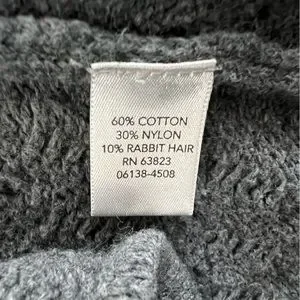 60% COTTON
30% NYLON
10% RABBIT HAIR
RN 63823
06138-4508